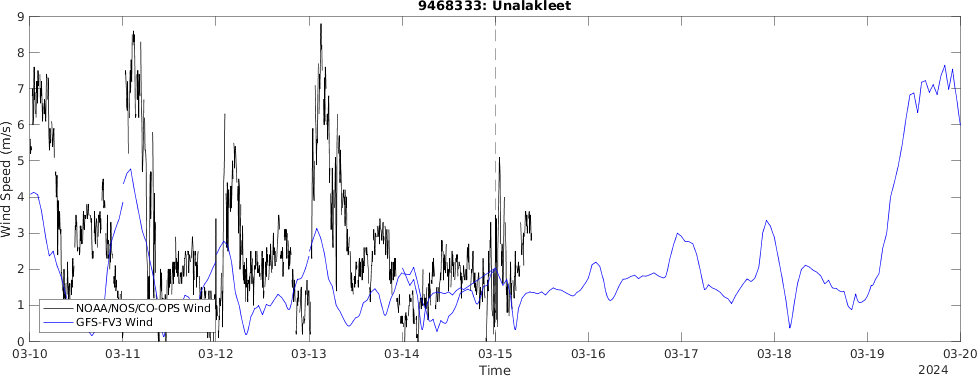 9468333: Unalakleet
9
8
7
6
5
4
3
2
1
0
Wind Speed (m/s)
NOAA/NOS/CO-OPS Wind
GFS-FV3 Wind
03-10 03-11 03-12 03-13 03-14 03-15 03-16 03-17 03-18 03-19 03-20
Time
2024